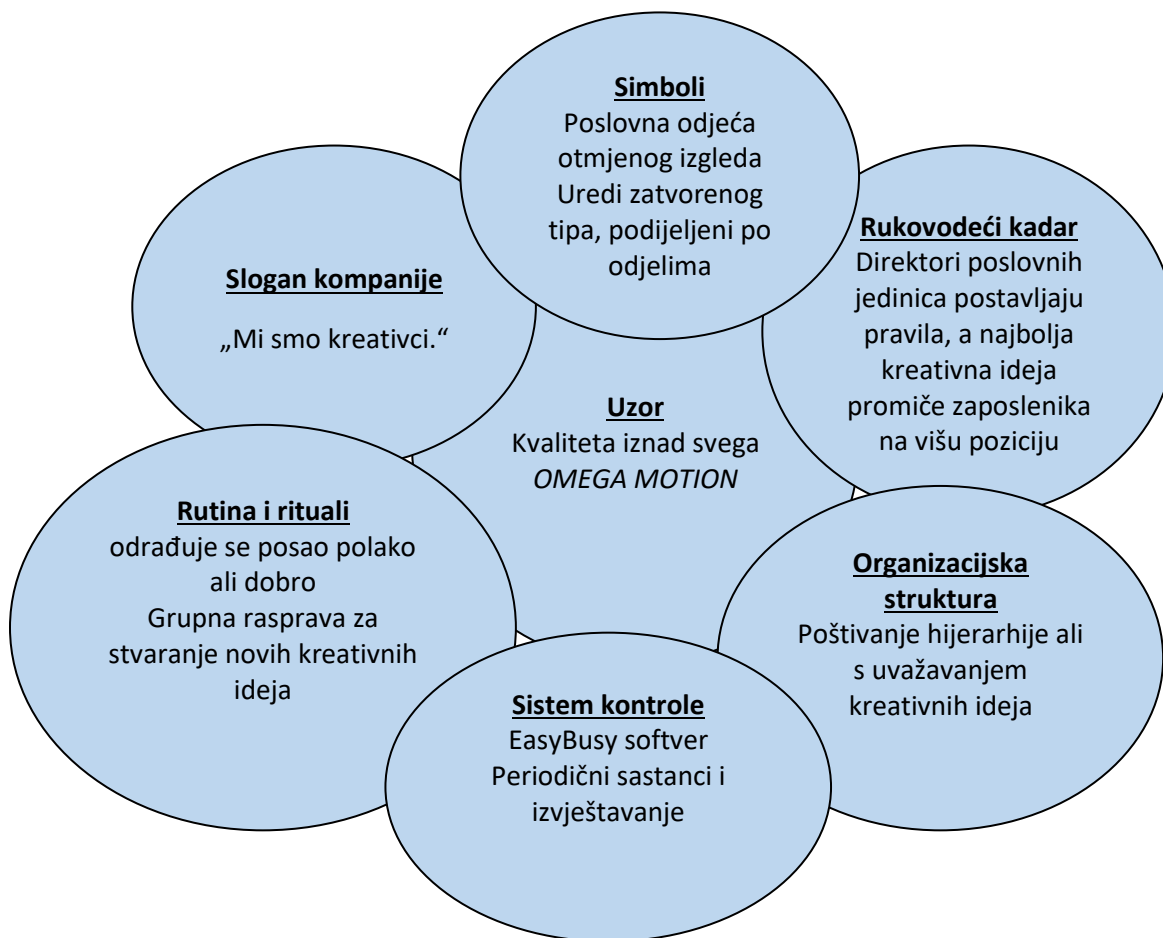 Simboli
Poslovna odjeća
otmjenog izgleda
Uredi zatvorenog
tipa, podijeljeni po
odjelima
Slogan kompanije
„Mi smo kreativci.“
Rukovodeći kadar
Direktori poslovnih
jedinica postavljaju
pravila, a najbolja
kreativna ideja
promiče zaposlenika
na višu poziciju
Uzor
Kvaliteta iznad svega
OMEGA MOTION
Rutina i rituali
odrađuje se posao polako
ali dobro
Grupna rasprava za
stvaranje novih kreativnih
ideja
Organizacijska
struktura
Poštivanje hijerarhije ali
s uvažavanjem
kreativnih ideja
Sistem kontrole
EasyBusy softver
Periodični sastanci i
izvještavanje